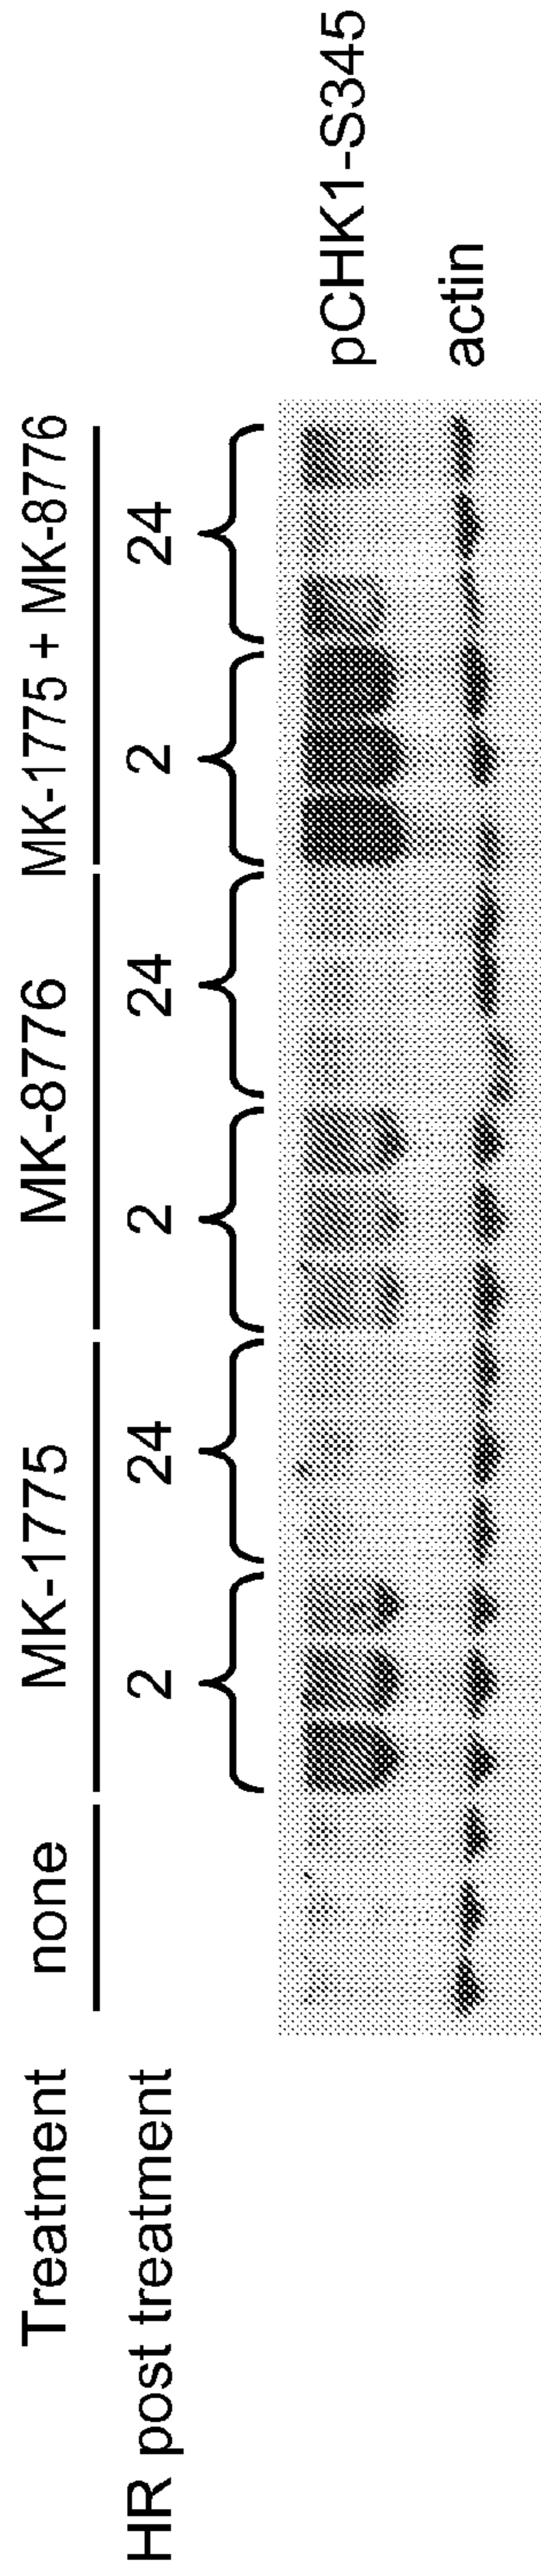 Treatment none MK-1775 MK-8776 MK-1775 + MK-8776
HR post treatment 2 24 2 24 2 24
pCHK1-S345
actin